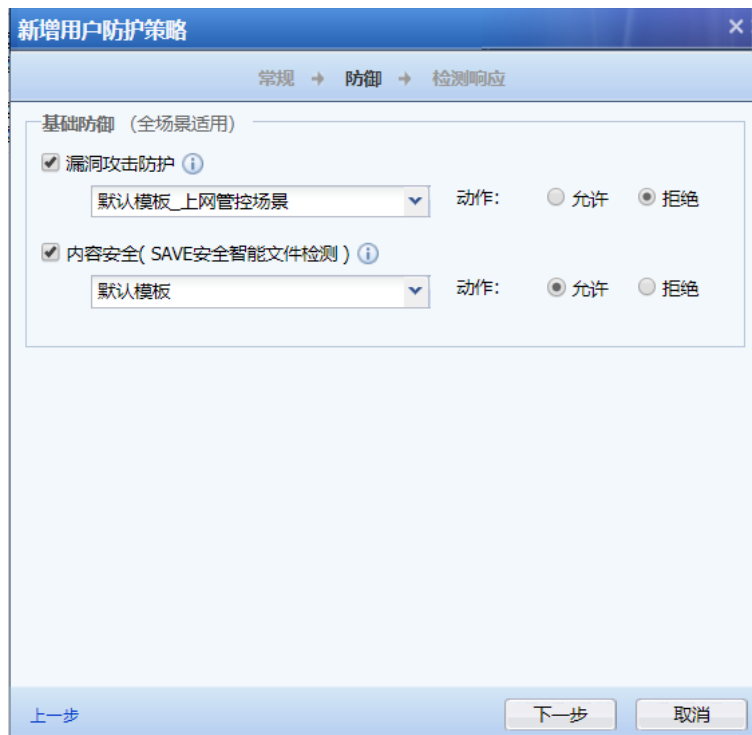 新增用户防护策略
常规 → 防御 → 检测响应
基础防御 (全场景适用)
漏洞攻击防护
默认模板_上网管控场景 动作: 允许 拒绝
内容安全( SAVE安全智能文件检测 )
默认模板 动作: 允许 拒绝
上一步 下一步 取消